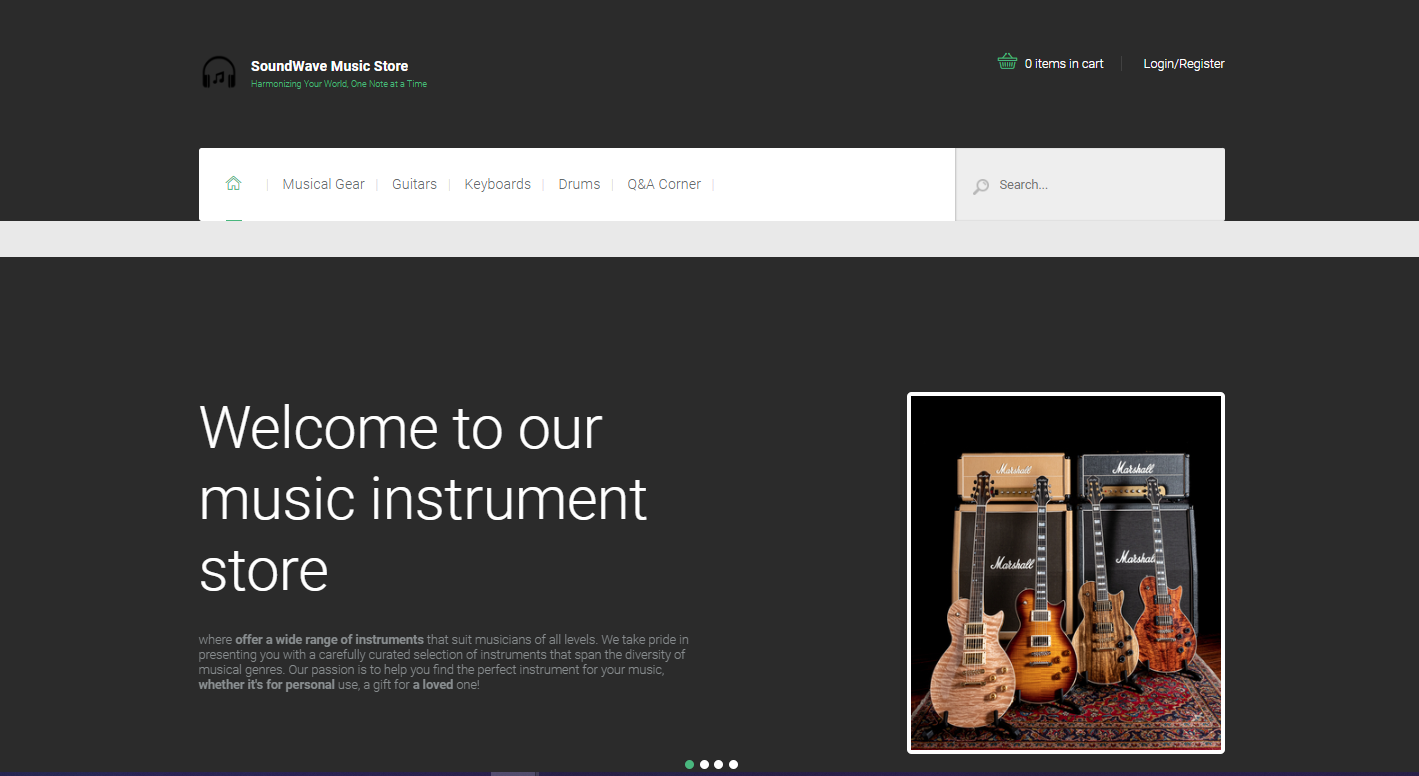 SoundWave Music Store
Harmonizing Your World, One Note at a Time
0 items in cart
Login/Register
Musical Gear
Guitars
Keyboards
Drums
Q&A Corner
Search...
Welcome to our
music instrument
store
where offer a wide range of instruments that suit musicians of all levels. We take pride in
presenting you with a carefully curated selection of instruments that span the diversity of
musical genres. Our passion is to help you find the perfect instrument for your music,
whether it's for personal use, a gift for a loved one!
Marshall
Marshall
Marshall
Marshall